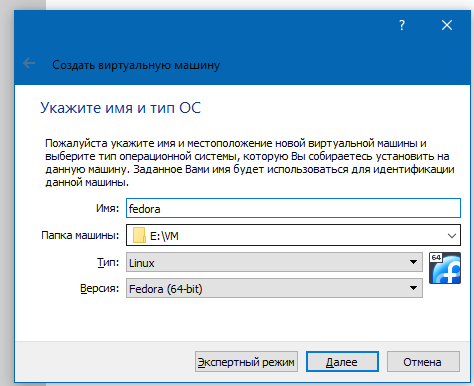 ?
Создать виртуальную машину
Укажите имя и тип ОС
Пожалуйста укажите имя и местоположение новой виртуальной машины и
выберите тип операционной системы, которую Вы собираетесь установить на
данную машину. Заданное Вами имя будет использоваться для идентификации
данной машины.
Имя: fedora
Папка машины: E:\VM
Тип: Linux
64
Версия: Fedora (64-bit)
Экспертный режим Далее Отмена